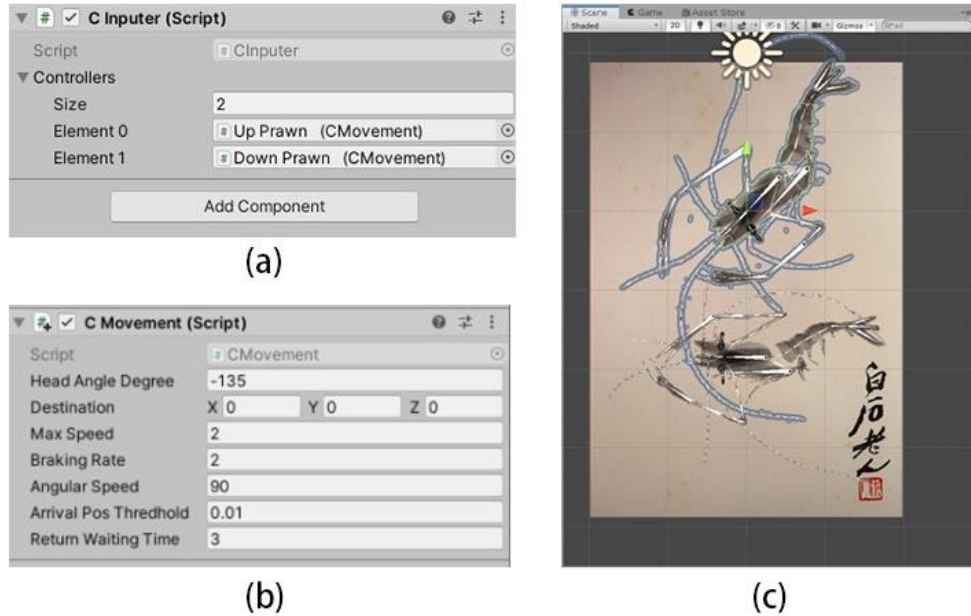 C Inputer (Script)
Script
CInputer
Controllers
Size
2
Element 0
Up Prawn (CMovement)
Element 1
Down Prawn (CMovement)
Add Component
(a)
C Movement (Script)
Script
CMovement
Head Angle Degree
-135
Destination
X 0 Y 0 Z 0
Max Speed
2
Braking Rate
2
Angular Speed
90
Arrival Pos Thredhold
0.01
Return Waiting Time
3
(b)
Scene Game Asset Store
Shaded 2D Gizmos All
白石老人
(c)